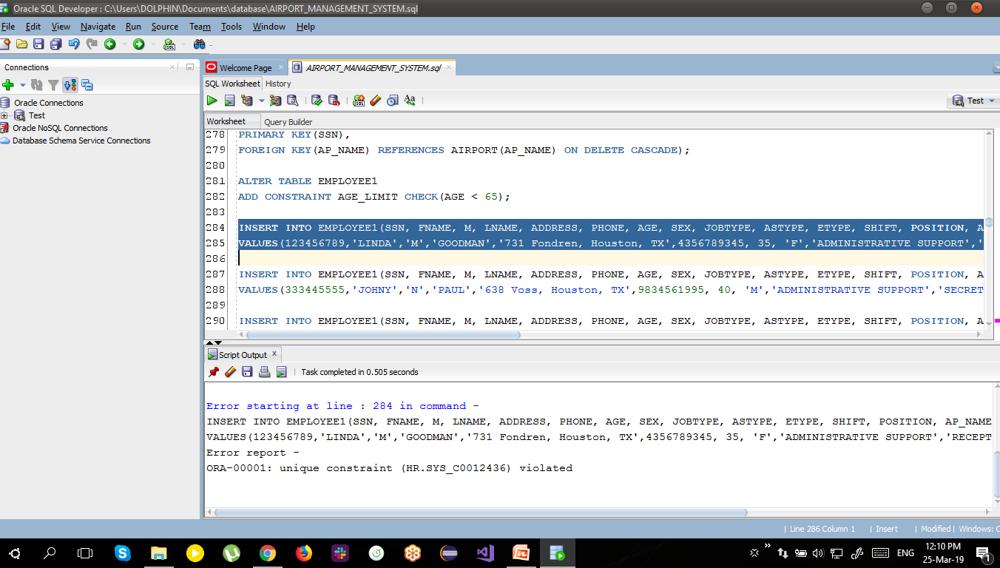 Oracle SQL Developer : C:\Users\DOLPHIN\Documents\database\AIRPORT_MANAGEMENT_SYSTEM.sql
File Edit View Navigate Run Source Team Tools Window Help
Connections
Welcome Page
AIRPORT_MANAGEMENT_SYSTEM.sql
SQL Worksheet History
Oracle Connections
Test
Oracle NoSQL Connections
Database Schema Service Connections
Test
Worksheet Query Builder
278 PRIMARY KEY(SSN),
279 FOREIGN KEY(AP_NAME) REFERENCES AIRPORT(AP_NAME) ON DELETE CASCADE);
280
281 ALTER TABLE EMPLOYEE1
282 ADD CONSTRAINT AGE_LIMIT CHECK(AGE < 65);
283
284 INSERT INTO EMPLOYEE1(SSN, FNAME, M, LNAME, ADDRESS, PHONE, AGE, SEX, JOBTYPE, ASTYPE, ETYPE, SHIFT, POSITION, A
285 VALUES(123456789,'LINDA','M','GOODMAN','731 Fondren, Houston, TX',4356789345, 35, 'F','ADMINISTRATIVE SUPPORT','
286
287 INSERT INTO EMPLOYEE1(SSN, FNAME, M, LNAME, ADDRESS, PHONE, AGE, SEX, JOBTYPE, ASTYPE, ETYPE, SHIFT, POSITION, A
288 VALUES(333445555,'JOHNY','N','PAUL','638 Voss, Houston, TX',9834561995, 40, 'M','ADMINISTRATIVE SUPPORT','SECRET
289
290 INSERT INTO EMPLOYEE1(SSN, FNAME, M, LNAME, ADDRESS, PHONE, AGE, SEX, JOBTYPE, ASTYPE, ETYPE, SHIFT, POSITION, A
Script Output
Task completed in 0.505 seconds
Error starting at line : 284 in command -
INSERT INTO EMPLOYEE1(SSN, FNAME, M, LNAME, ADDRESS, PHONE, AGE, SEX, JOBTYPE, ASTYPE, ETYPE, SHIFT, POSITION, AP_NAME
VALUES(123456789,'LINDA','M','GOODMAN','731 Fondren, Houston, TX',4356789345, 35, 'F','ADMINISTRATIVE SUPPORT','RECEPT
Error report -
ORA-00001: unique constraint (HR.SYS_C0012436) violated
Line 286 Column 1 | Insert | Modified | Windows: C
ENG
12:10 PM
25-Mar-19
1